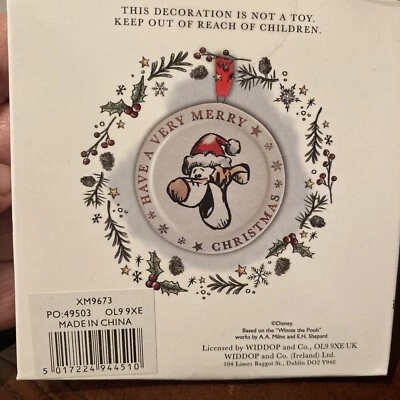 THIS DECORATION IS NOT A TOY.
KEEP OUT OF REACH OF CHILDREN.
HAVE A VERY MERRY
CHRISTMAS
XM9673
PO:49503 OL9 9XE
MADE IN CHINA
5 017224 944510
©Disney.
Based on the "Winnie the Pooh"
works by A.A. Milne and E.H. Shepard
Licensed by WIDDOP and Co., OL9 9XE UK
WIDDOP and Co. (Ireland) Ltd.
104 Lower Baggot St., Dublin DO2 Y940